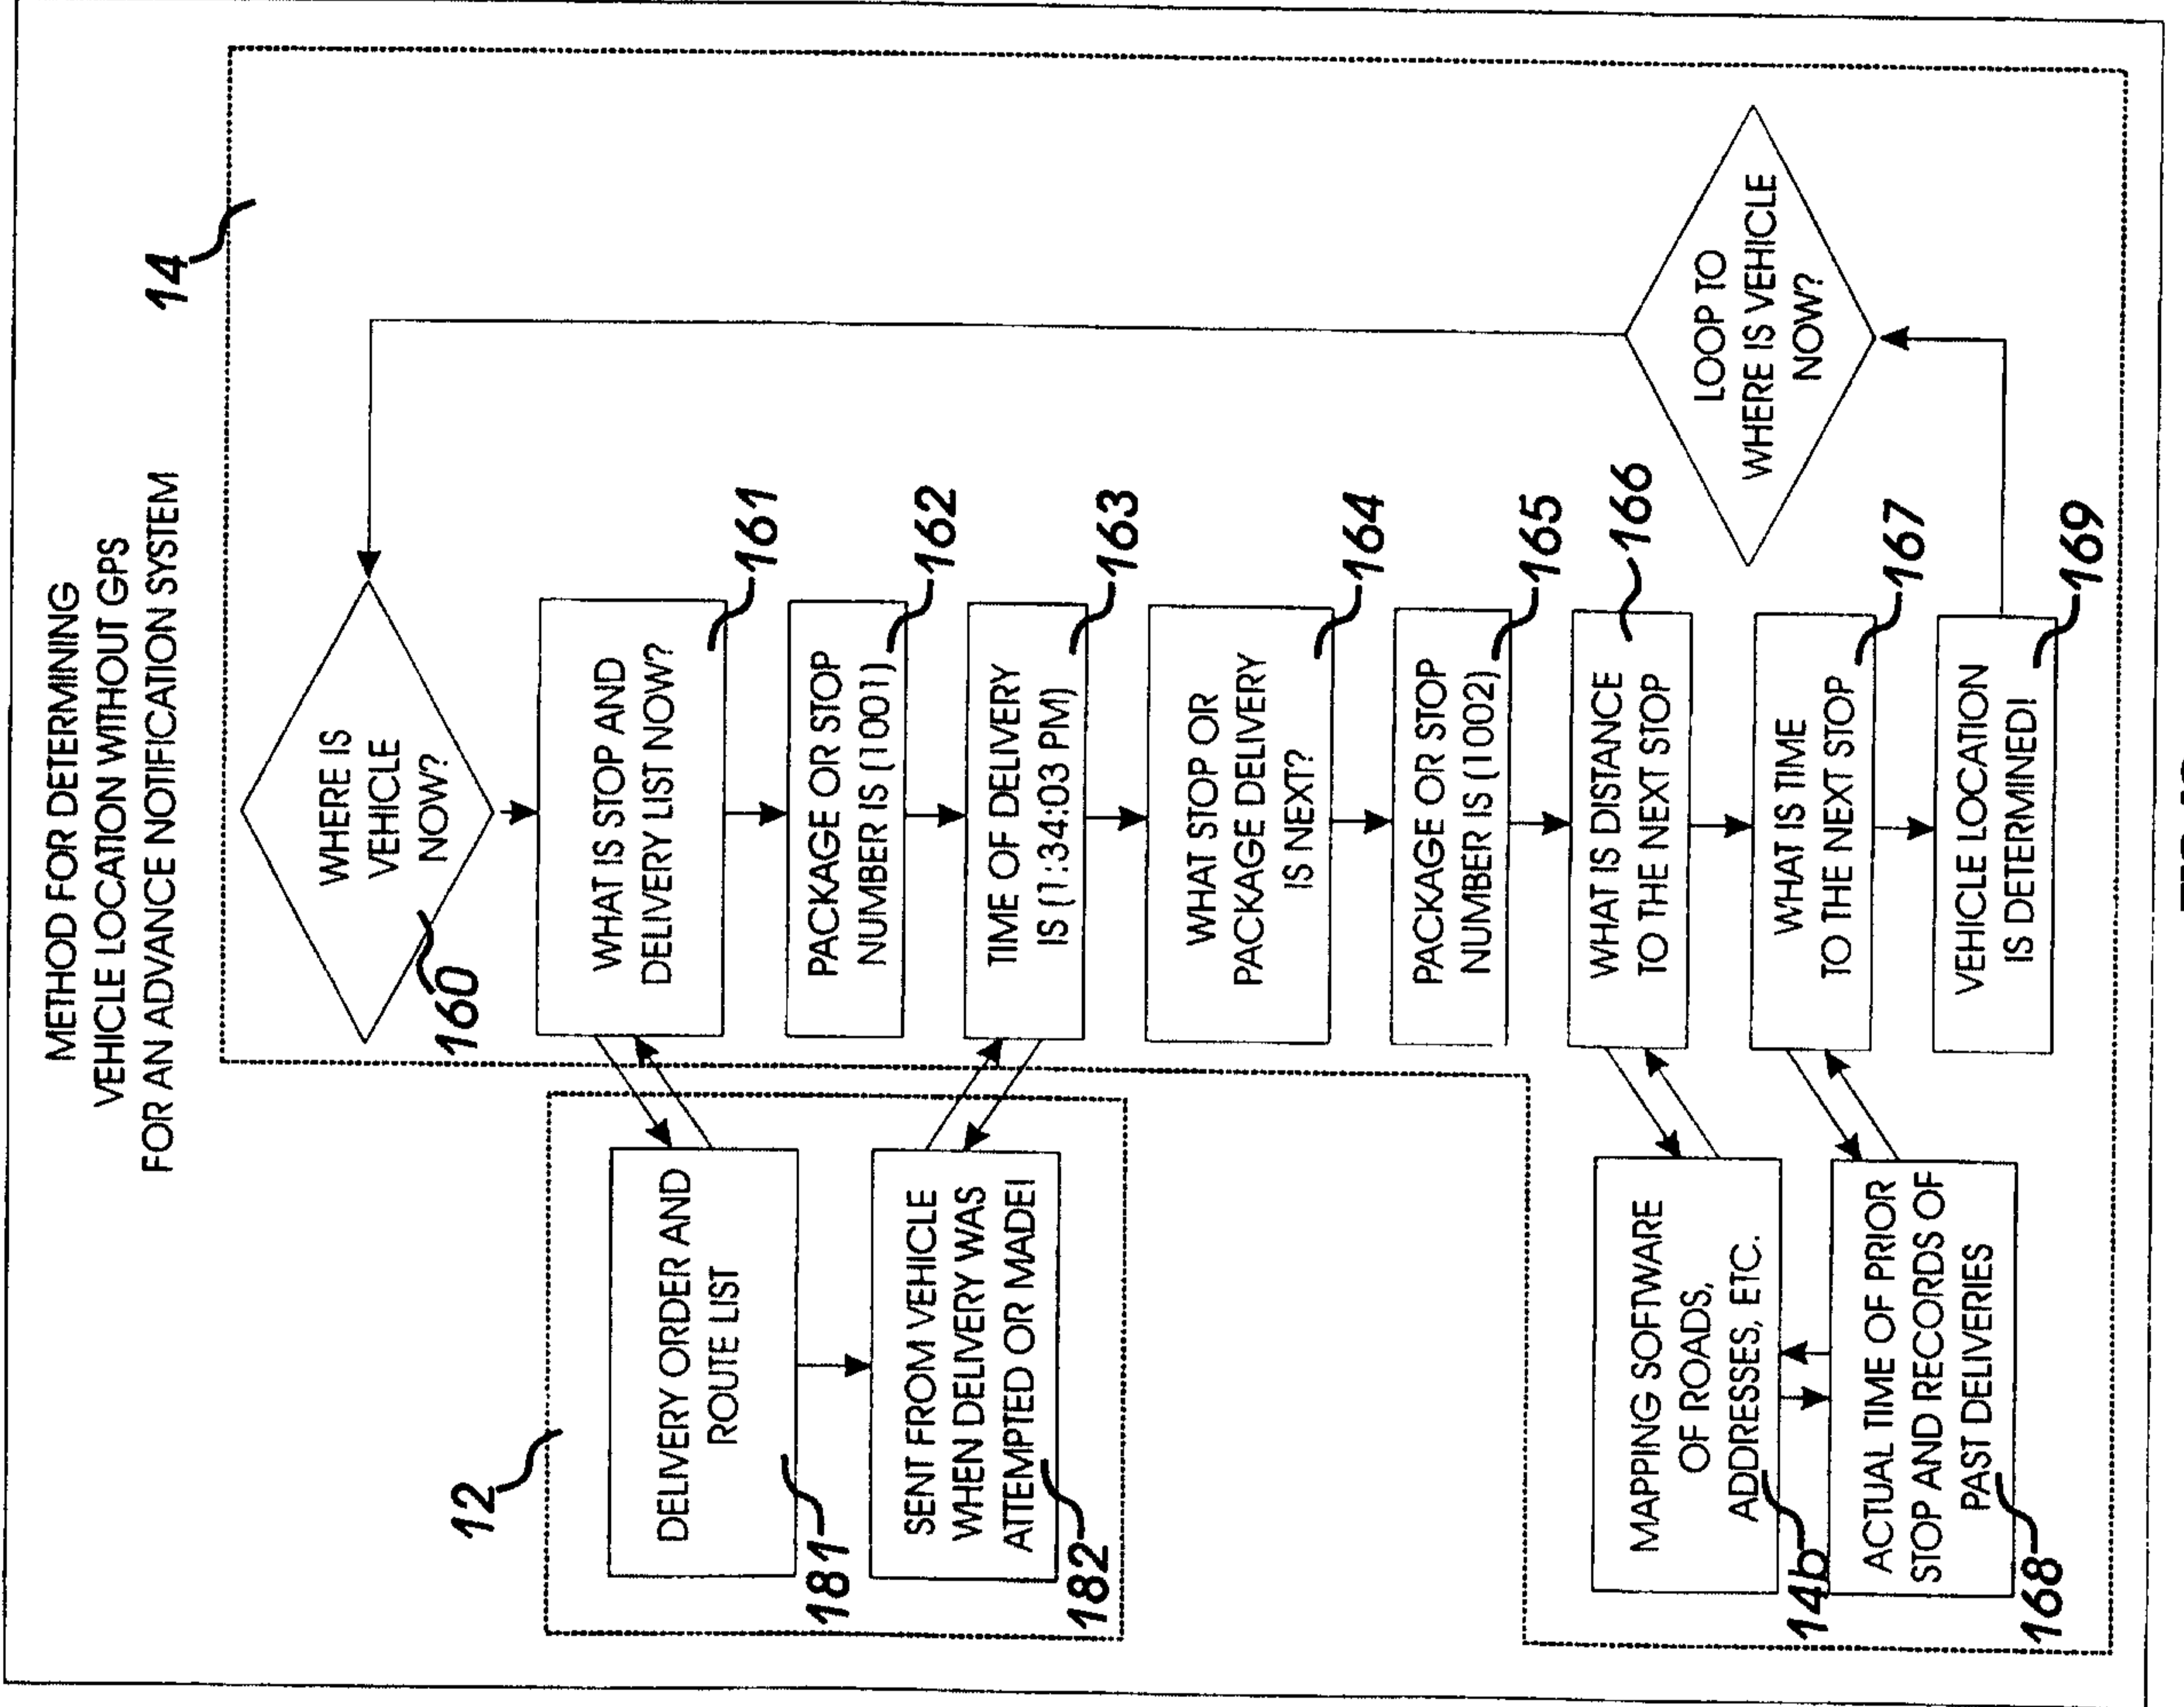 METHOD FOR DETERMINING
VEHICLE LOCATION WITHOUT GPS
FOR AN ADVANCE NOTIFICATION SYSTEM
14
WHERE IS
VEHICLE
NOW?
160
WHAT IS STOP AND
DELIVERY LIST NOW?
161
PACKAGE OR STOP
NUMBER IS (1001)
162
TIME OF DELIVERY
IS (1:34:03 PM)
163
WHAT STOP OR
PACKAGE DELIVERY
IS NEXT?
164
PACKAGE OR STOP
NUMBER IS (1002)
165
WHAT IS DISTANCE
TO THE NEXT STOP
166
WHAT IS TIME
TO THE NEXT STOP
167
VEHICLE LOCATION
IS DETERMINED!
169
LOOP TO
WHERE IS VEHICLE
NOW?
12
DELIVERY ORDER AND
ROUTE LIST
181
SENT FROM VEHICLE
WHEN DELIVERY WAS
ATTEMPTED OR MADE!
182
MAPPING SOFTWARE
OF ROADS,
ADDRESSES, ETC.
14b
ACTUAL TIME OF PRIOR
STOP AND RECORDS OF
PAST DELIVERIES
168